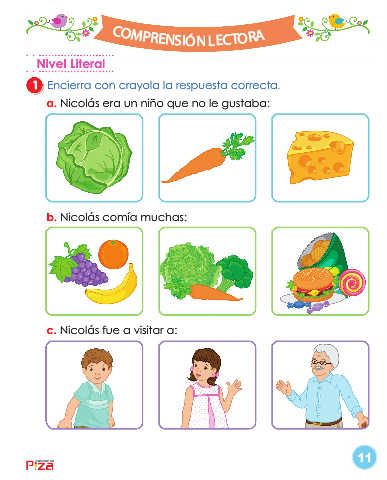 COMPRENSIÓN LECTORA
Nivel Literal
1 Encierra con crayola la respuesta correcta.
a. Nicolás era un niño que no le gustaba:
b. Nicolás comía muchas:
c. Nicolás fue a visitar a:
PIZA
11